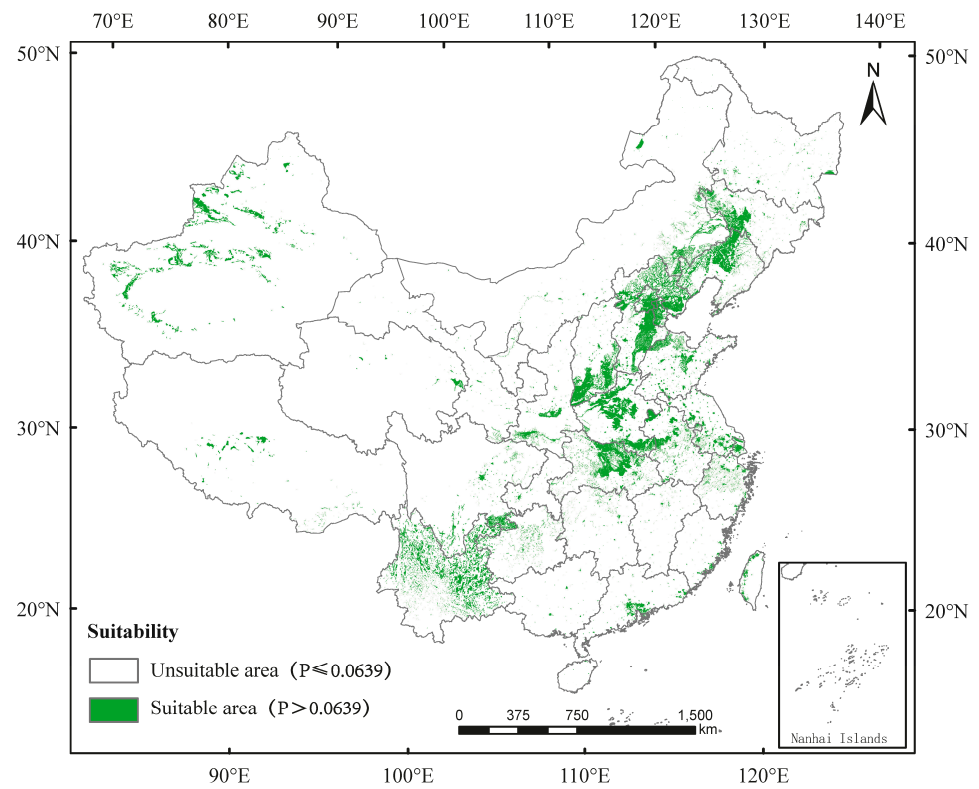 70°E 80°E 90°E 100°E 110°E 120°E 130°E 140°E
50°N 50°N
N
40°N 40°N
30°N 30°N
20°N 20°N
Suitability
Unsuitable area (P≤0.0639)
Suitable area (P>0.0639)
0 375 750 1,500
km
Nanhai Islands
90°E 100°E 110°E 120°E